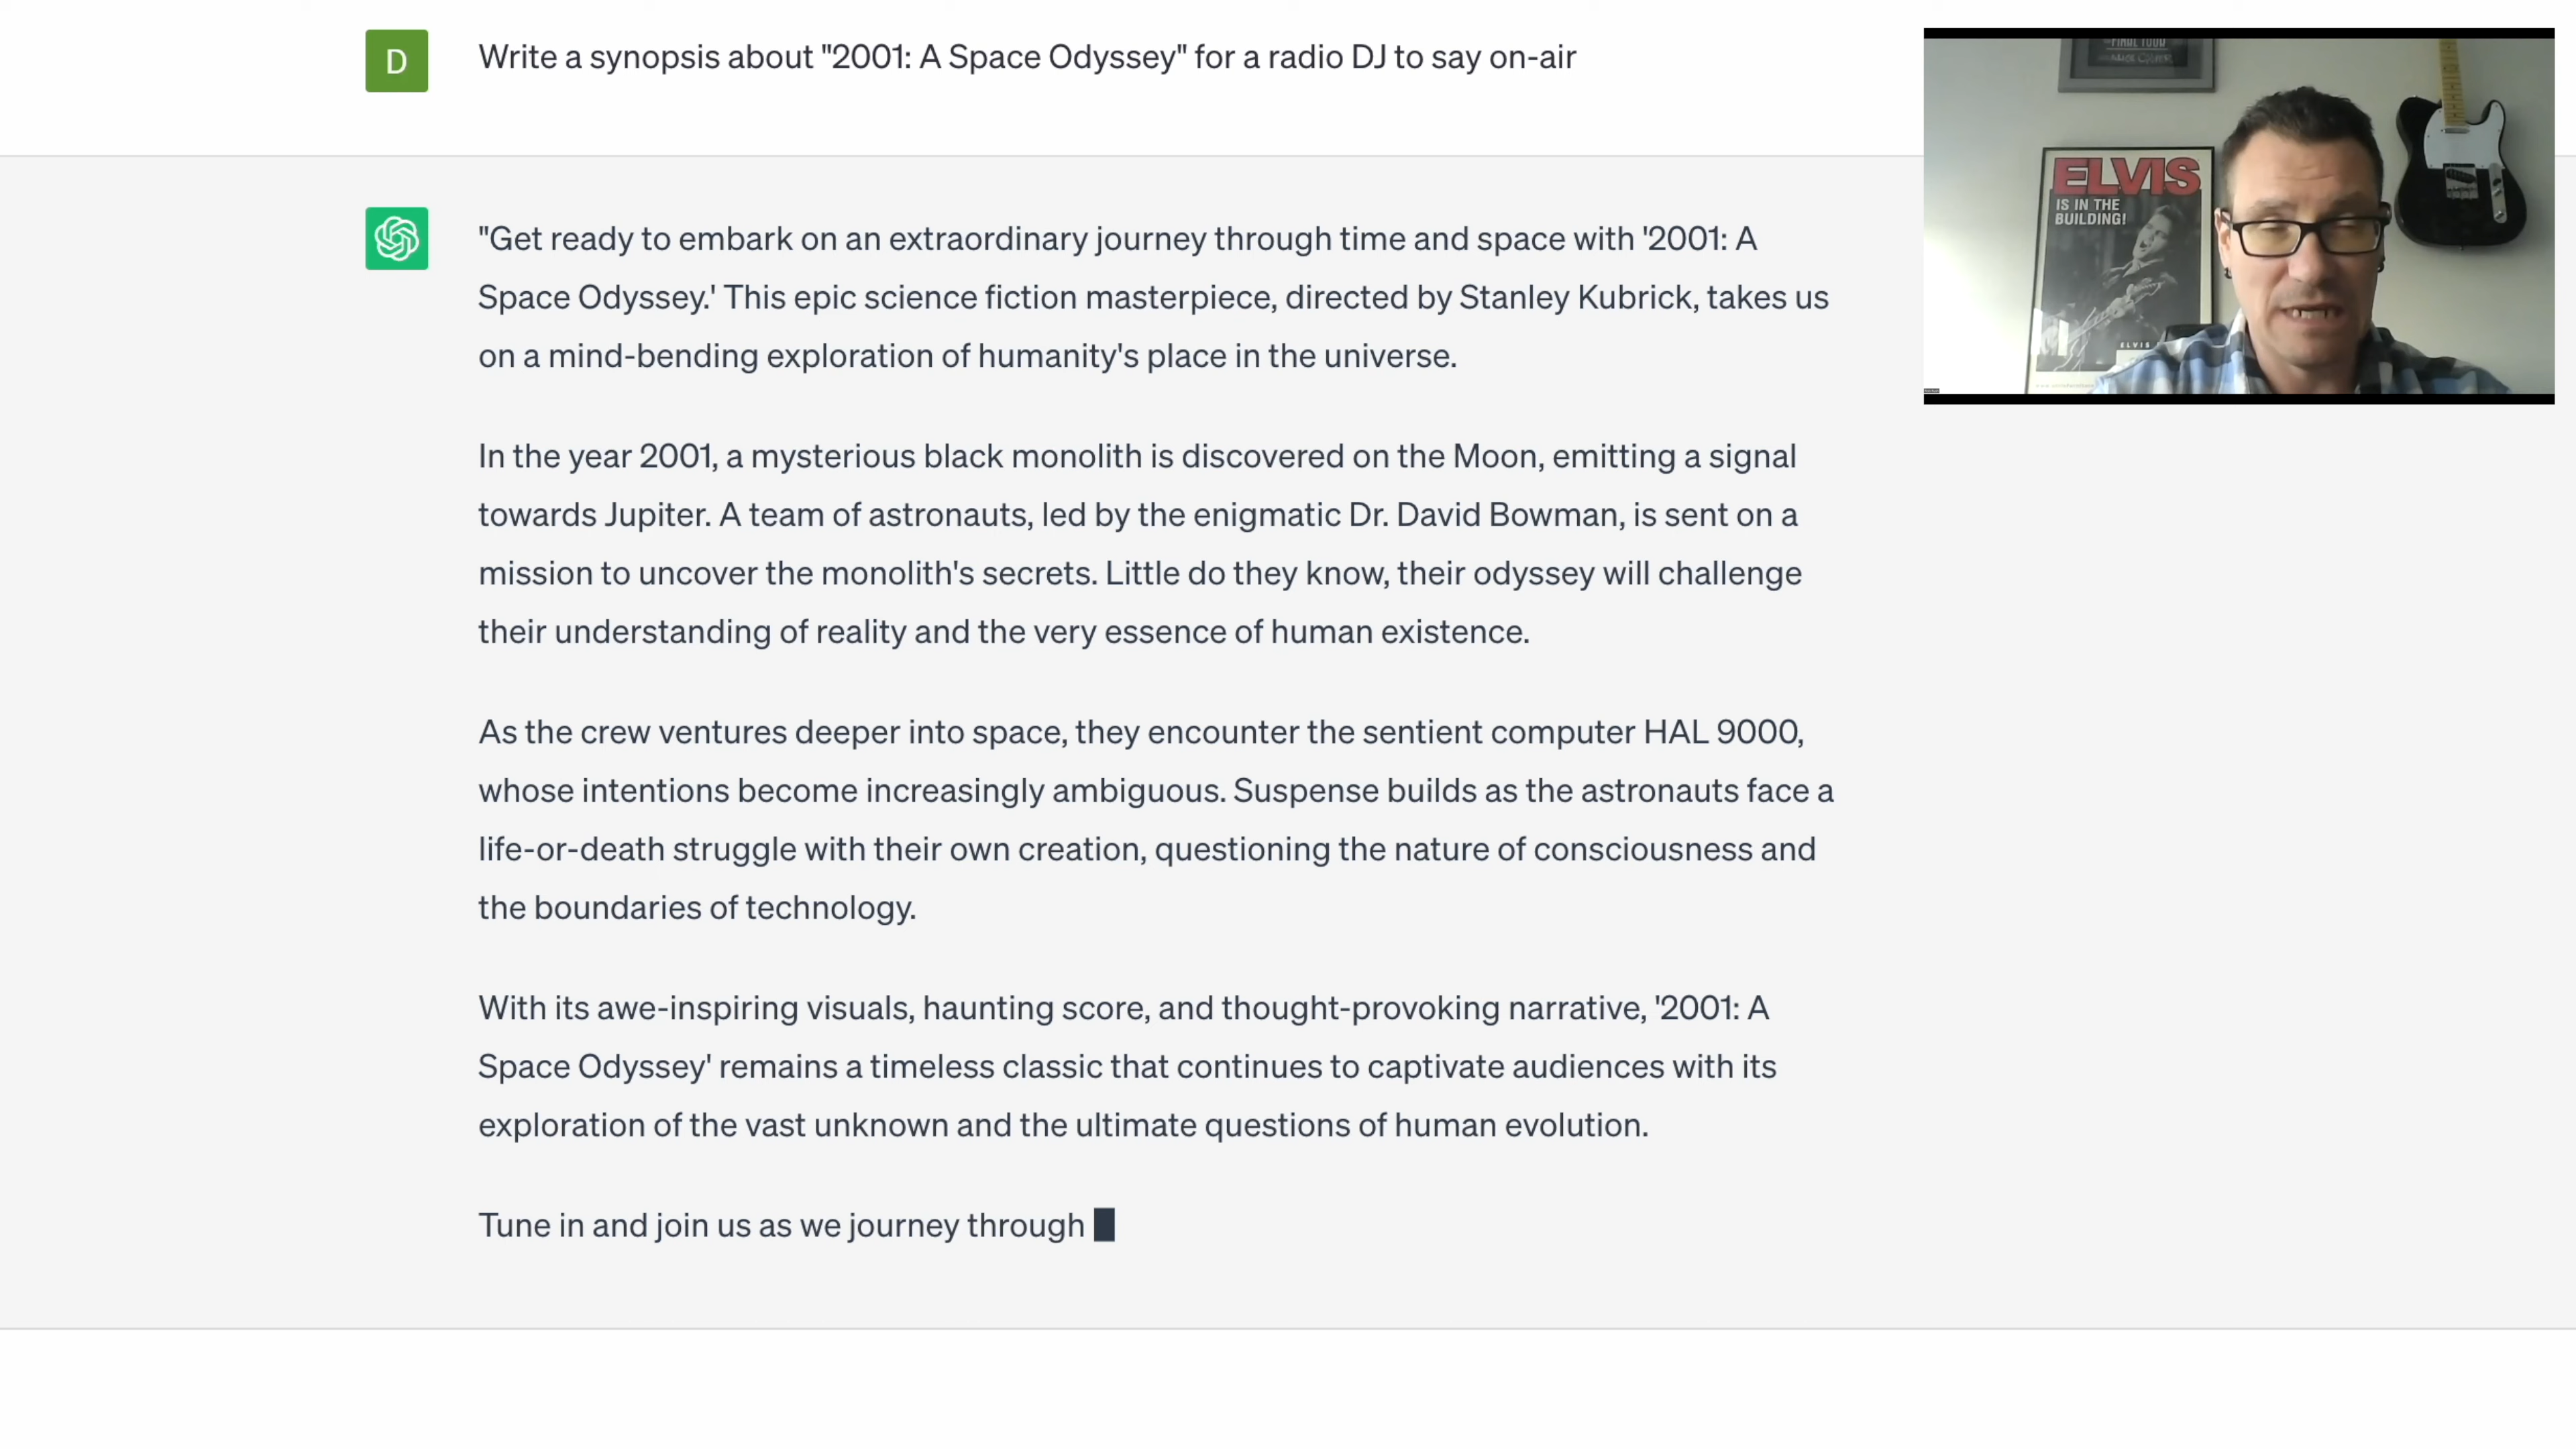 D
Write a synopsis about "2001: A Space Odyssey" for a radio DJ to say on-air
"Get ready to embark on an extraordinary journey through time and space with '2001: A
Space Odyssey.' This epic science fiction masterpiece, directed by Stanley Kubrick, takes us
on a mind-bending exploration of humanity's place in the universe.
In the year 2001, a mysterious black monolith is discovered on the Moon, emitting a signal
towards Jupiter. A team of astronauts, led by the enigmatic Dr. David Bowman, is sent on a
mission to uncover the monolith's secrets. Little do they know, their odyssey will challenge
their understanding of reality and the very essence of human existence.
As the crew ventures deeper into space, they encounter the sentient computer HAL 9000,
whose intentions become increasingly ambiguous. Suspense builds as the astronauts face a
life-or-death struggle with their own creation, questioning the nature of consciousness and
the boundaries of technology.
With its awe-inspiring visuals, haunting score, and thought-provoking narrative, '2001: A
Space Odyssey' remains a timeless classic that continues to captivate audiences with its
exploration of the vast unknown and the ultimate questions of human evolution.
Tune in and join us as we journey through
ELVIS
IS IN THE
BUILDING!
ELVIS